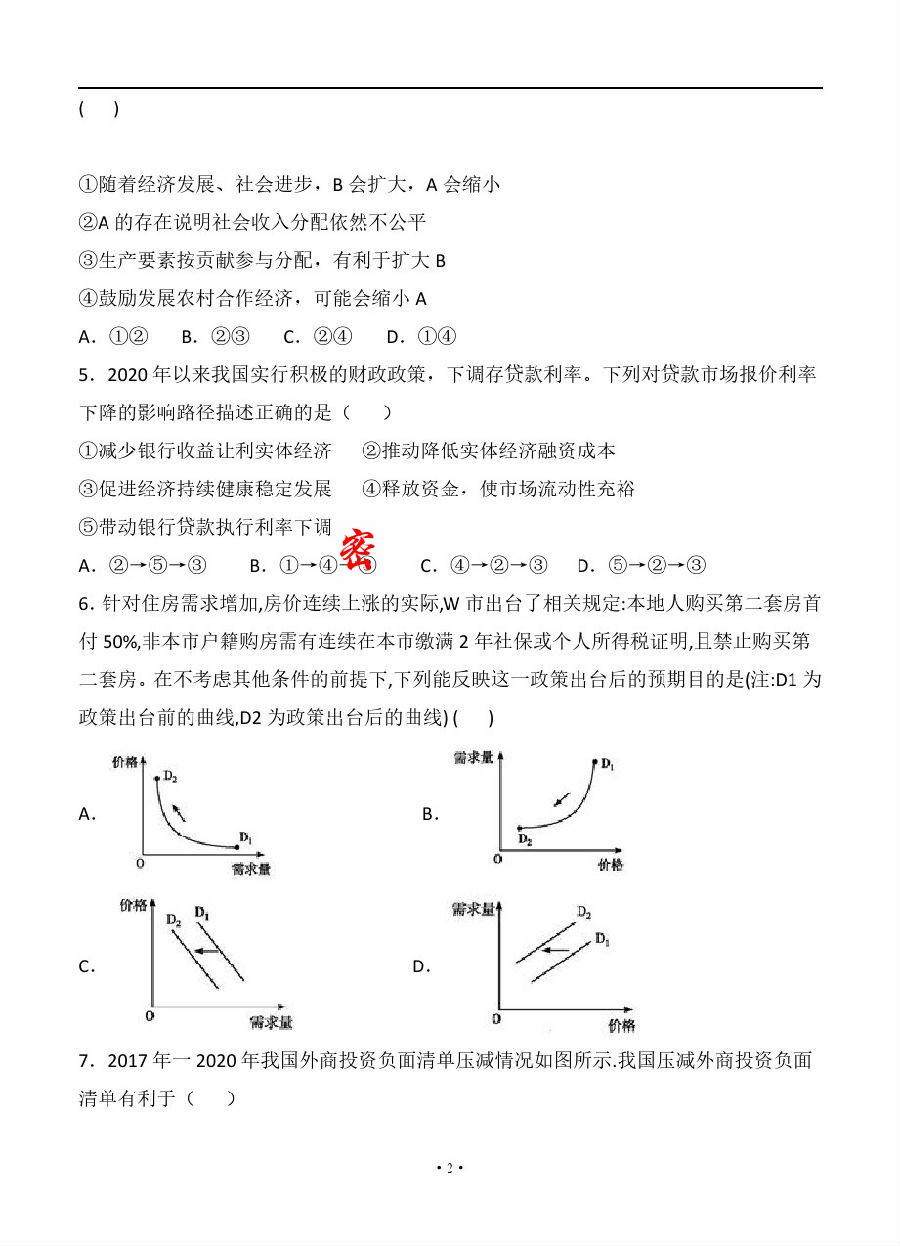 (      )
①随着经济发展、社会进步，B 会扩大，A 会缩小
②A 的存在说明社会收入分配依然不公平
③生产要素按贡献参与分配，有利于扩大 B
④鼓励发展农村合作经济，可能会缩小 A
A．①②   B．②③   C．②④   D．①④
5．2020 年以来我国实行积极的财政政策，下调存贷款利率。下列对贷款市场报价利率
下降的影响路径描述正确的是（      ）
①减少银行收益让利实体经济   ②推动降低实体经济融资成本
③促进经济持续健康稳定发展   ④释放资金，使市场流动性充裕
⑤带动银行贷款执行利率下调
密
A．②→⑤→③   B．①→④→③   C．④→②→③   D．⑤→②→③
6．针对住房需求增加,房价连续上涨的实际,W 市出台了相关规定:本地人购买第二套房首
付 50%,非本市户籍购房需有连续在本市缴满 2 年社保或个人所得税证明,且禁止购买第
二套房。在不考虑其他条件的前提下,下列能反映这一政策出台后的预期目的是(注:D1 为
政策出台前的曲线,D2 为政策出台后的曲线) (      )
A．
价格
D₂
D₁
O
需求量
B．
需求量
D₁
D₂
O
价格
C．
价格
D₂
D₁
O
需求量
D．
需求量
D₂
D₁
O
价格
7．2017 年一 2020 年我国外商投资负面清单压减情况如图所示.我国压减外商投资负面
清单有利于（      ）
· 2 ·